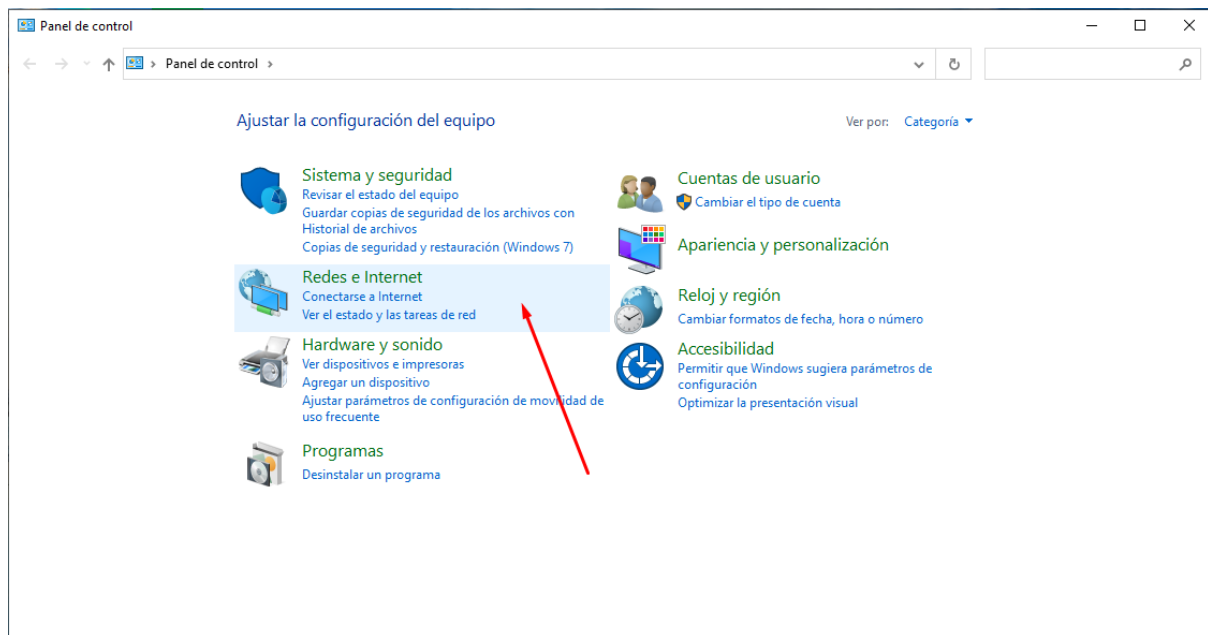 Panel de control
Panel de control
Ajustar la configuración del equipo
Ver por: Categoría
Sistema y seguridad
Revisar el estado del equipo
Guardar copias de seguridad de los archivos con
Historial de archivos
Copias de seguridad y restauración (Windows 7)
Redes e Internet
Conectarse a Internet
Ver el estado y las tareas de red
Hardware y sonido
Ver dispositivos e impresoras
Agregar un dispositivo
Ajustar parámetros de configuración de movilidad de
uso frecuente
Programas
Desinstalar un programa
Cuentas de usuario
Cambiar el tipo de cuenta
Apariencia y personalización
Reloj y región
Cambiar formatos de fecha, hora o número
Accesibilidad
Permitir que Windows sugiera parámetros de
configuración
Optimizar la presentación visual